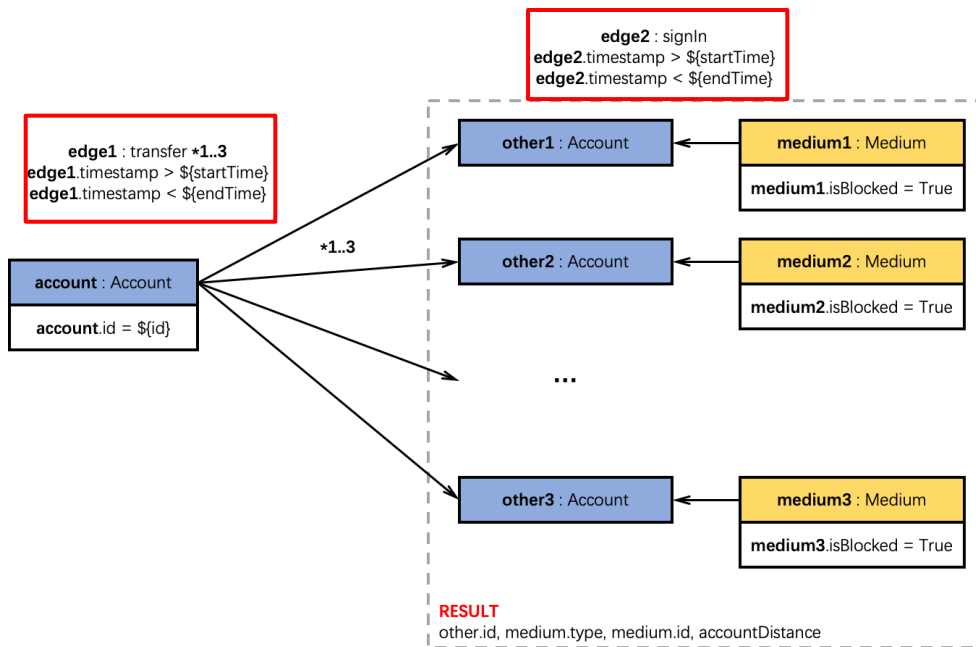 edge2 : signIn
edge2.timestamp > ${startTime}
edge2.timestamp < ${endTime}
edge1 : transfer *1..3
edge1.timestamp > ${startTime}
edge1.timestamp < ${endTime}
other1 : Account
medium1 : Medium
medium1.isBlocked = True
*1..3
other2 : Account
medium2 : Medium
medium2.isBlocked = True
account : Account
account.id = ${id}
...
other3 : Account
medium3 : Medium
medium3.isBlocked = True
RESULT
other.id, medium.type, medium.id, accountDistance